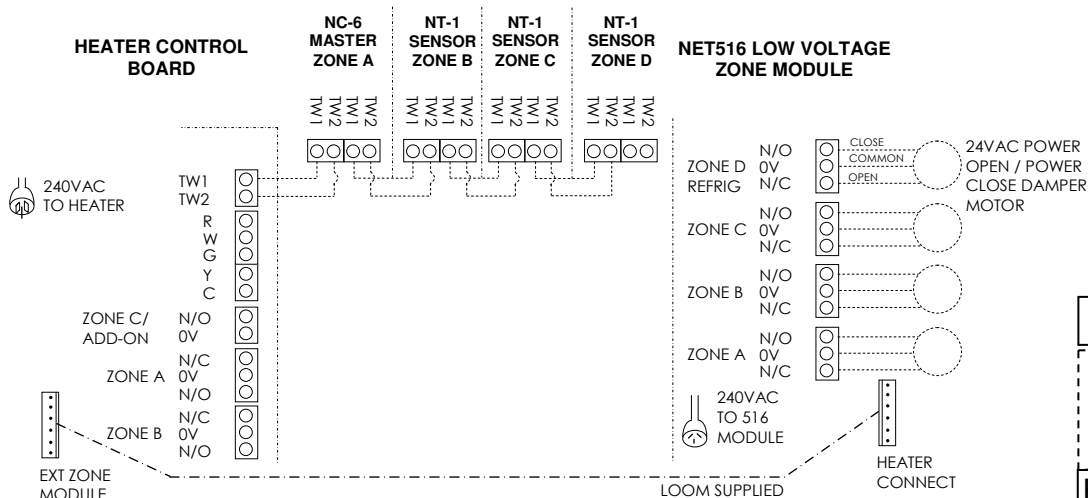 HEATER CONTROL
BOARD
NC-6
MASTER
ZONE A
NT-1
SENSOR
ZONE B
NT-1
SENSOR
ZONE C
NT-1
SENSOR
ZONE D
NET516 LOW VOLTAGE
ZONE MODULE
TW1
TW2
TW1
TW2
TW1
TW2
TW1
TW2
TW1
TW2
TW1
TW2
TW1
TW2
TW1
TW2
240VAC
TO HEATER
TW1
TW2
R
W
G
Y
C
ZONE C/
ADD-ON
N/O
0V
ZONE A
N/C
0V
N/O
ZONE B
N/C
0V
N/O
EXT ZONE
MODULE
ZONE D
REFRIG
N/O
0V
N/C
CLOSE
COMMON
OPEN
24VAC POWER
OPEN / POWER
CLOSE DAMPER
MOTOR
ZONE C
N/O
0V
N/C
ZONE B
N/O
0V
N/C
ZONE A
N/O
0V
N/C
240VAC
TO 516
MODULE
HEATER
CONNECT
LOOM SUPPLIED